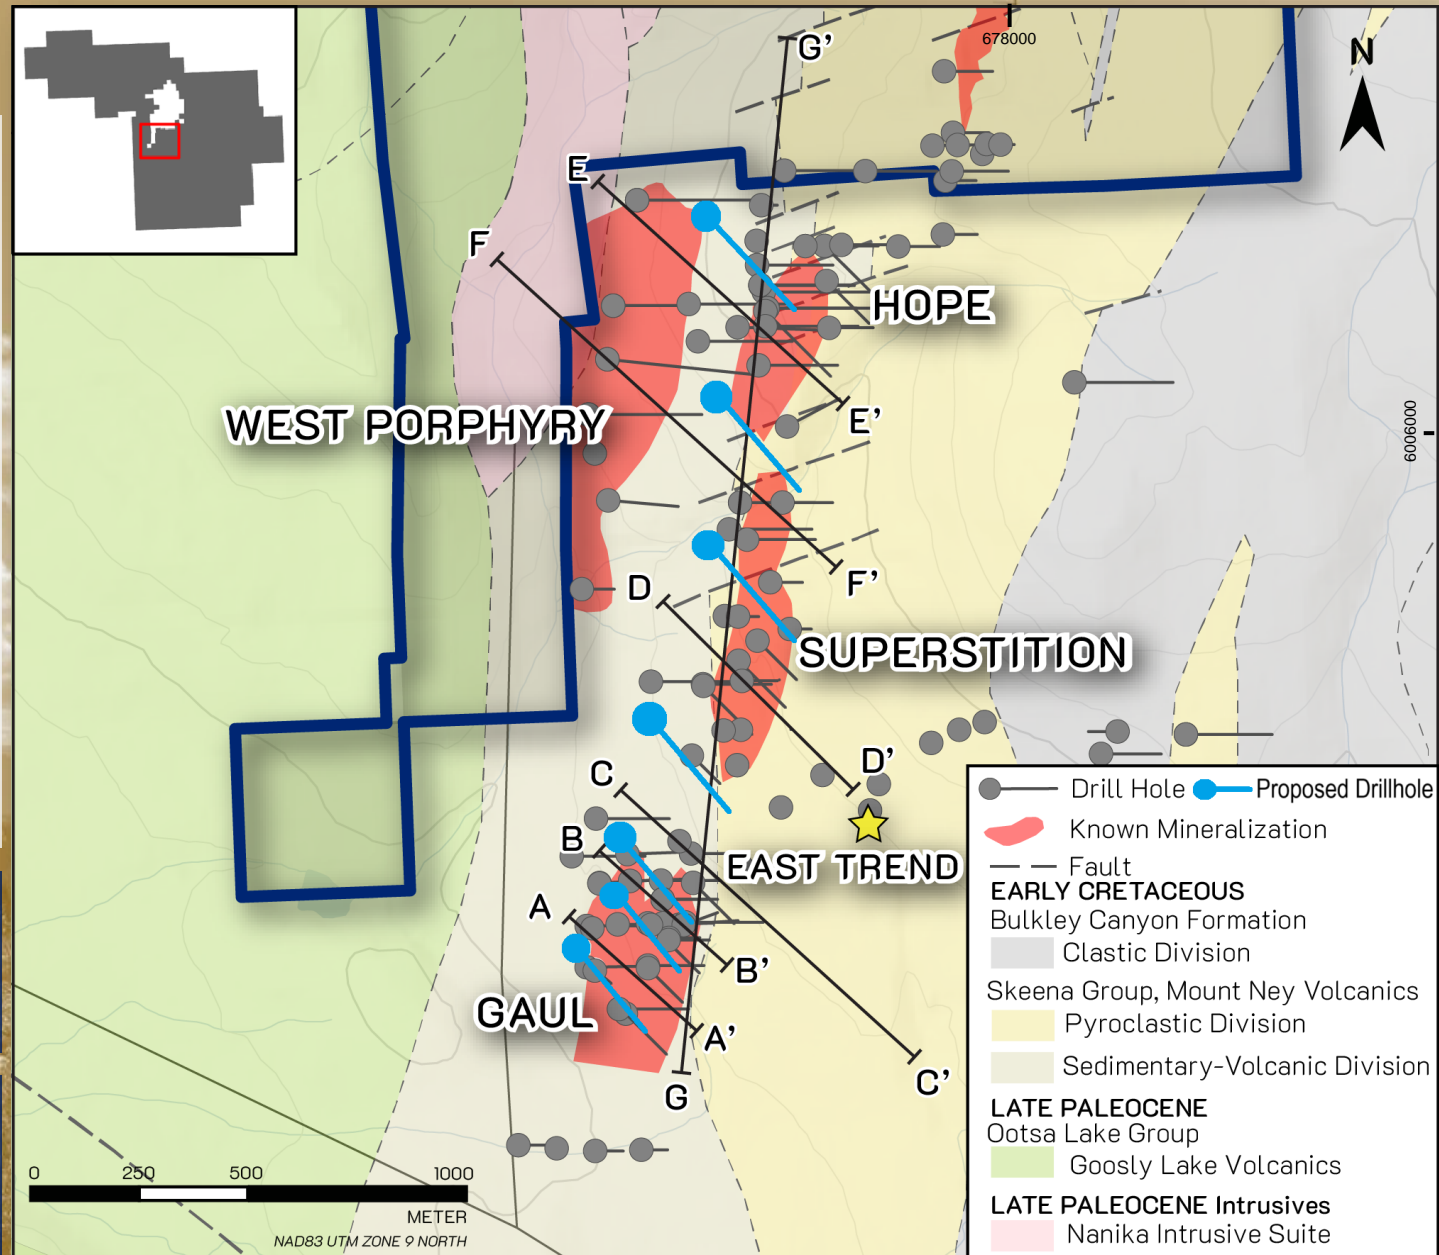 G'
678000
N
E
F
HOPE
6006000
WEST PORPHYRY
E'
F'
D
SUPERSTITION
D'
C
B
EAST TREND
A
B'
GAUL
A'
C'
G
Drill Hole
Proposed Drillhole
Known Mineralization
Fault
EARLY CRETACEOUS
Bulkley Canyon Formation
Clastic Division
Skeena Group, Mount Ney Volcanics
Pyroclastic Division
Sedimentary-Volcanic Division
LATE PALEOCENE
Ootsa Lake Group
Goosly Lake Volcanics
LATE PALEOCENE Intrusives
Nanika Intrusive Suite
0 250 500 1000
METER
NAD83 UTM ZONE 9 NORTH